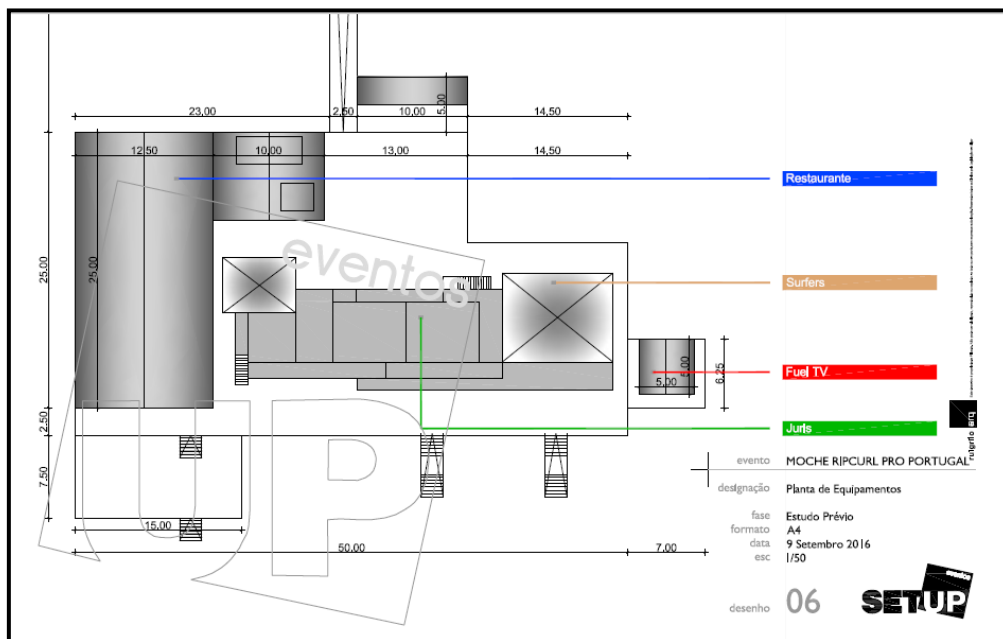 23,00
2,50
10,00
14,50
5,00
12,50
10,00
13,00
14,50
25,00
25,00
Restaurante
eventos
Surfers
Fuel TV
5,00
5,00
6,25
Juris
2,50
7,50
UP
15,00
50,00
7,00
evento MOCHE RIPCURL PRO PORTUGAL
designação Planta de Equipamentos
fase Estudo Prévio
formato A4
data 9 Setembro 2016
esc 1/50
desenho 06
eventos
SETUP